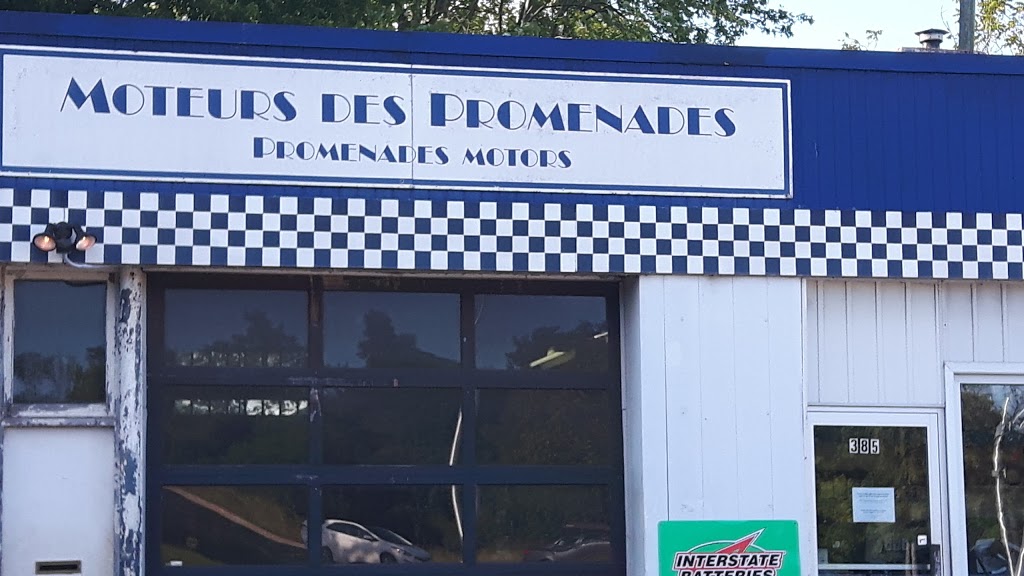 MOTEURS DES PROMENADES
PROMENADES MOTORS
385
INTERSTATE
BATTERIES